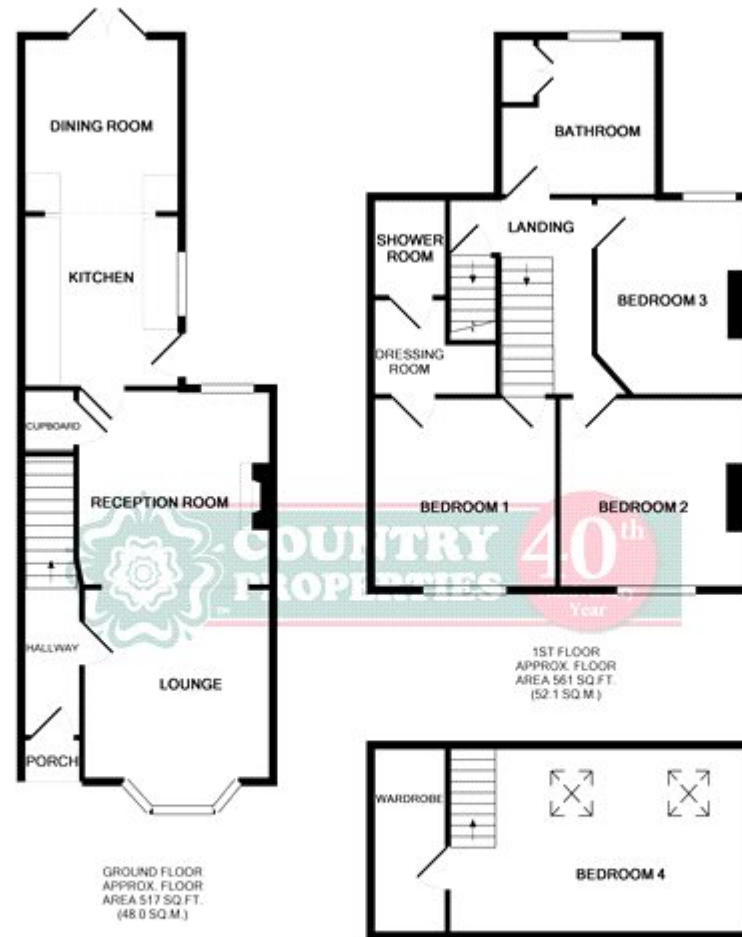 DINING ROOM
KITCHEN
CUPBOARD
RECEPTION ROOM
HALLWAY
LOUNGE
PORCH
GROUND FLOOR
APPROX. FLOOR
AREA 517 SQ.FT.
(48.0 SQ.M.)
BATHROOM
LANDING
SHOWER
ROOM
BEDROOM 3
DRESSING
ROOM
BEDROOM 1
BEDROOM 2
COUNTRY
PROPERTIES
TM
40th
Year
1ST FLOOR
APPROX. FLOOR
AREA 561 SQ.FT.
(52.1 SQ.M.)
WARDROBE
BEDROOM 4